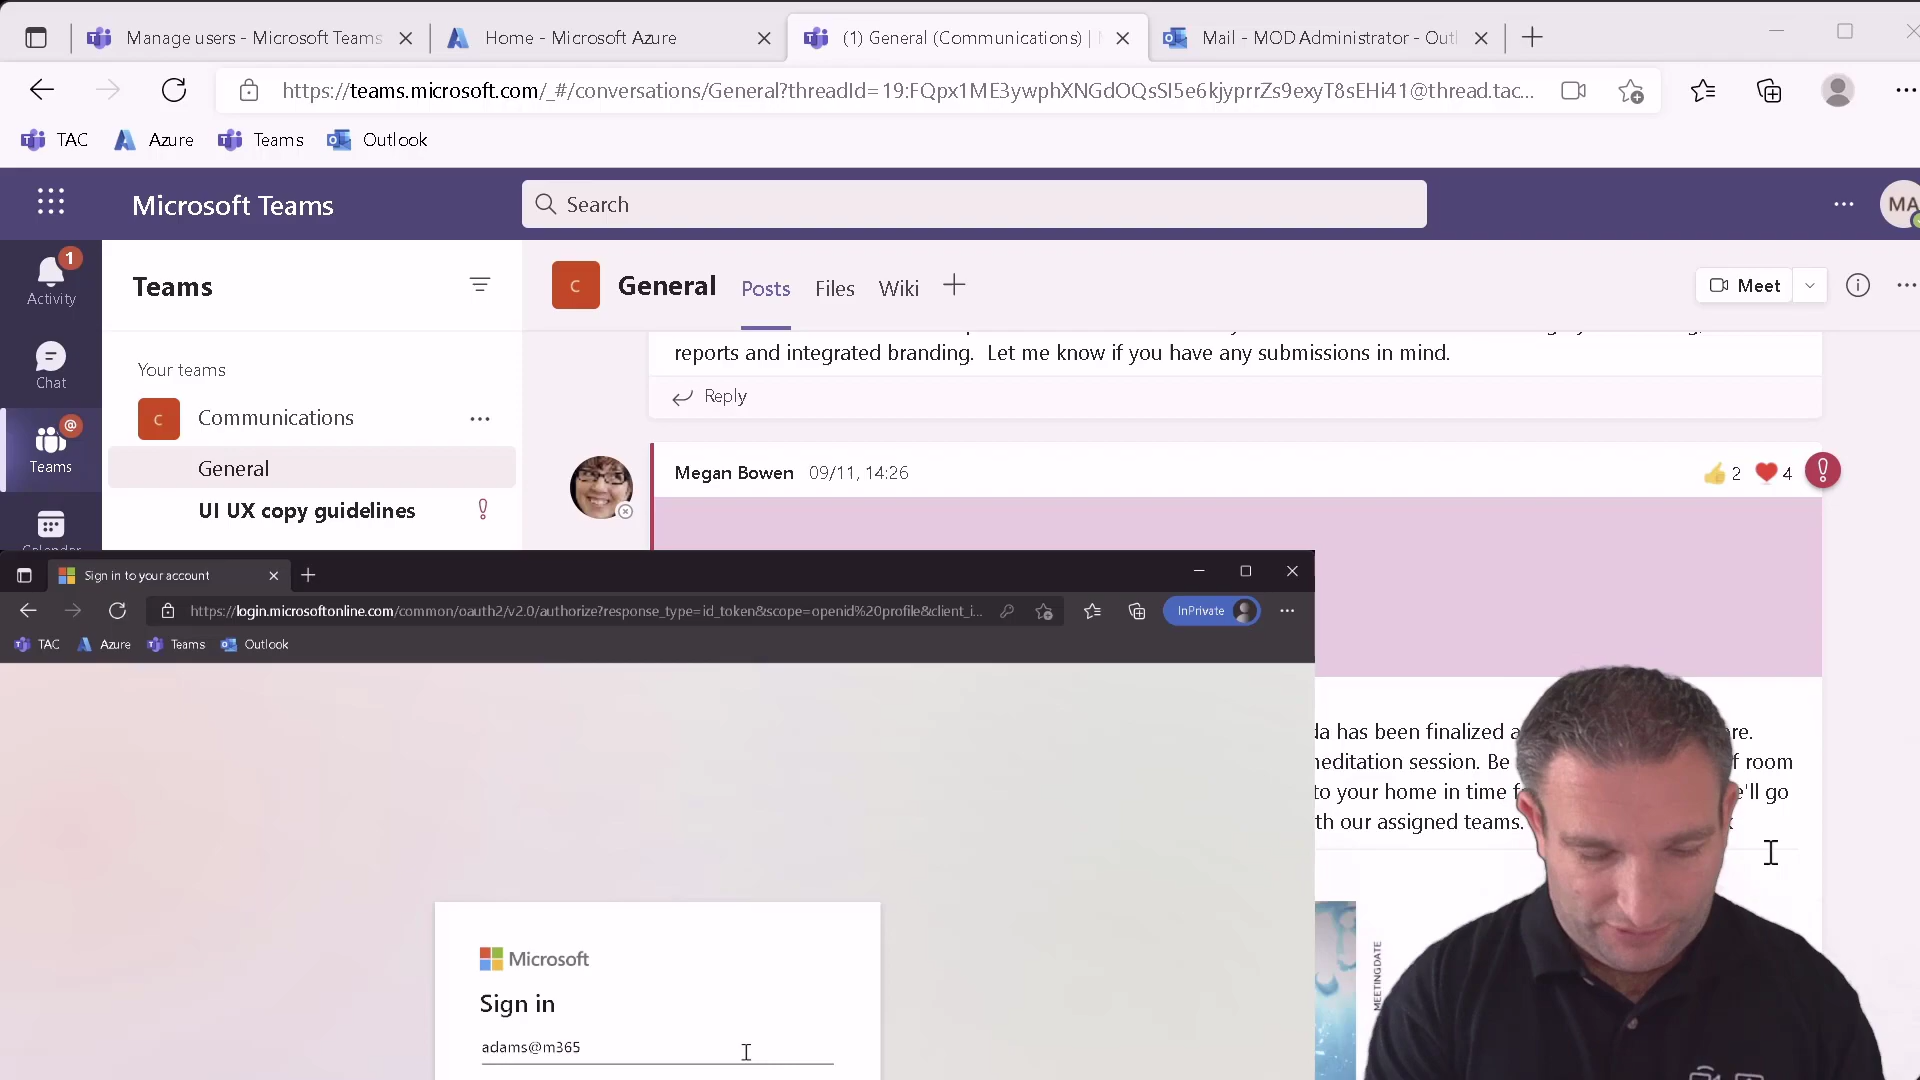 Manage users - Microsoft Teams
Home - Microsoft Azure
(1) General (Communications) |
Mail - MOD Administrator - Outl
https://teams.microsoft.com/_#/conversations/General?threadId=19:FQpx1ME3ywphXNGdOQsSI5e6kjyprrZs9exyT8sEHi41@thread.tac...
TAC
Azure
Teams
Outlook
Microsoft Teams
Search
MA
1
Activity
Chat
@
Teams
Teams
Your teams
C
Communications
General
UI UX copy guidelines
C
General
Posts
Files
Wiki
Meet
reports and integrated branding.  Let me know if you have any submissions in mind.
Reply
Megan Bowen
09/11, 14:26
2
4
Sign in to your account
https://login.microsoftonline.com/common/oauth2/v2.0/authorize?response_type=id_token&scope=openid%20profile&client_i...
InPrivate
TAC
Azure
Teams
Outlook
has been finalized
session. Be
room
to your home in time
go
our assigned teams.
MEETINGDATE
Microsoft
Sign in
adams@m365